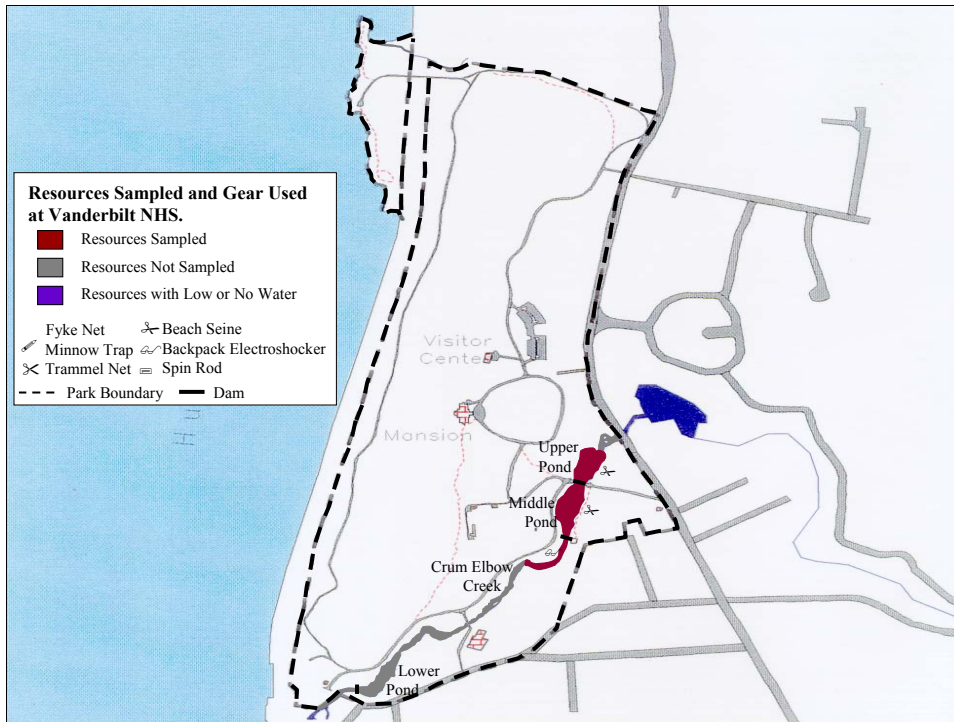 Resources Sampled and Gear Used
at Vanderbilt NHS.
Resources Sampled
Resources Not Sampled
Resources with Low or No Water
Fyke Net
Beach Seine
Minnow Trap
Backpack Electroshocker
Trammel Net
Spin Rod
Park Boundary
Dam
Visitor
Center
Mansion
Upper
Pond
Middle
Pond
Crum Elbow
Creek
Lower
Pond